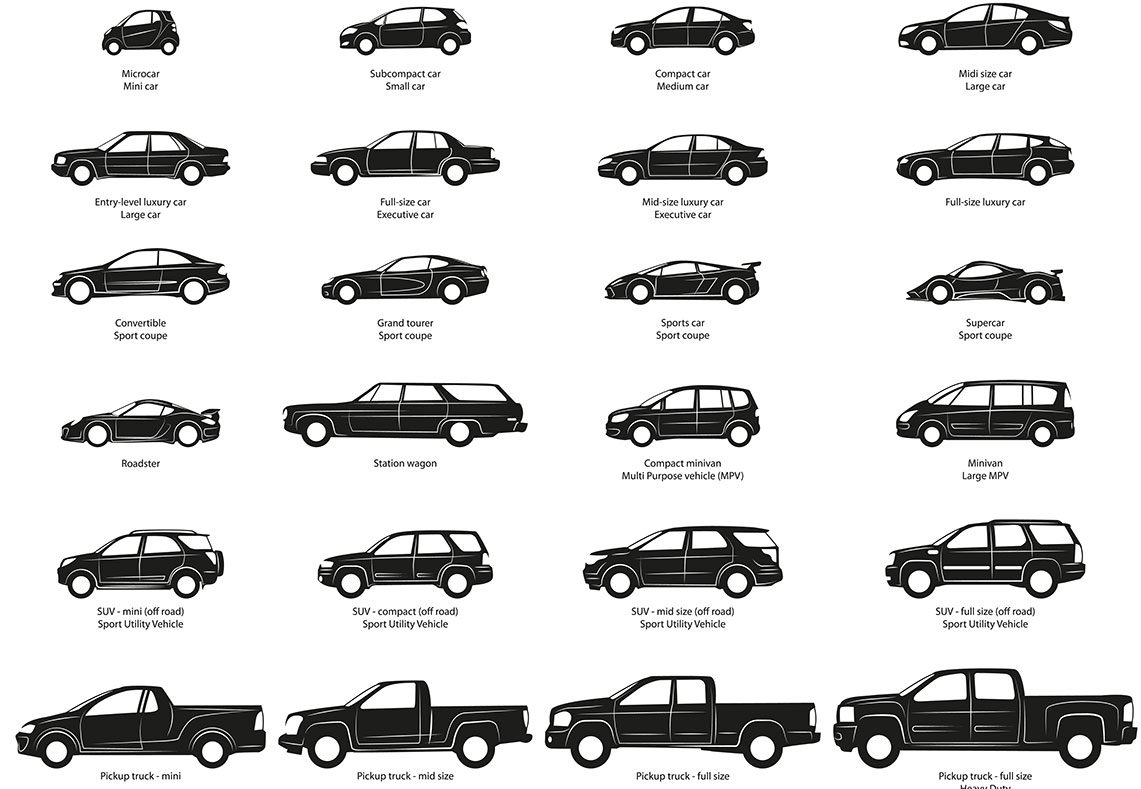 Microcar
Mini car
Subcompact car
Small car
Compact car
Medium car
Midi size car
Large car
Entry-level luxury car
Large car
Full-size car
Executive car
Mid-size luxury car
Executive car
Full-size luxury car
Convertible
Sport coupe
Grand tourer
Sport coupe
Sports car
Sport coupe
Supercar
Sport coupe
Roadster
Station wagon
Compact minivan
Multi Purpose vehicle (MPV)
Minivan
Large MPV
SUV - mini (off road)
Sport Utility Vehicle
SUV - compact (off road)
Sport Utility Vehicle
SUV - mid size (off road)
Sport Utility Vehicle
SUV - full size (off road)
Sport Utility Vehicle
Pickup truck - mini
Pickup truck - mid size
Pickup truck - full size
Pickup truck - full size
Heavy Duty